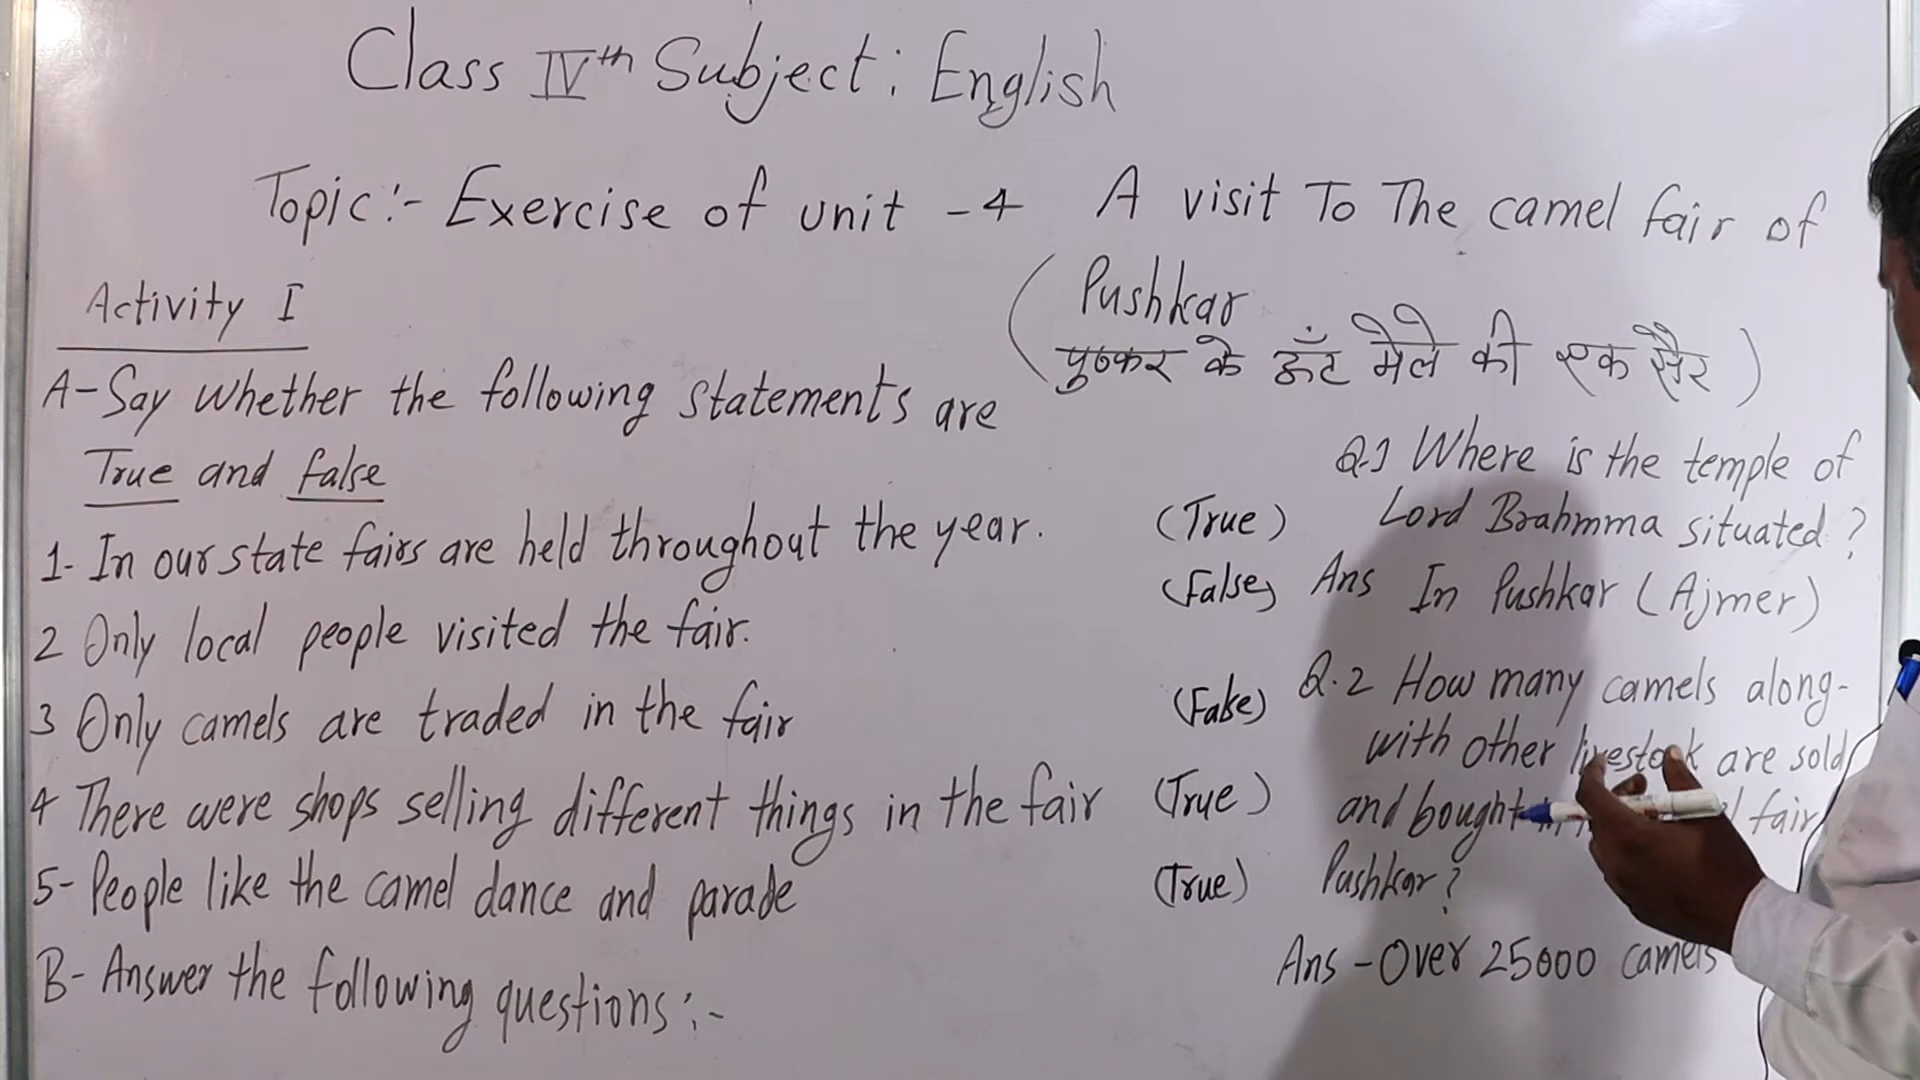 Class IVth Subject: English
Topic:- Exercise of unit - 4 A visit To The camel fair of
Pushkar
(पुष्कर के ऊँट मेले की एक सैर)
Activity I
A- Say whether the following statements are
True and false
1- In our state fairs are held throughout the year. (True)
2 Only local people visited the fair. (False)
3 Only camels are traded in the fair (False)
4 There were shops selling different things in the fair (True)
5- People like the camel dance and parade (True)
B- Answer the following questions:-
Q.1 Where is the temple of
Lord Brahmma situated?
Ans In Pushkar (Ajmer)
Q.2 How many camels along-
with other livestock are sold
and bought fair
Pushkar?
Ans - Over 25000 camels